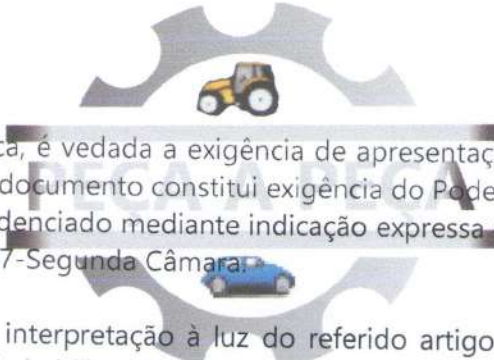 ca, é vedada a exigência de apresentaç
PEÇA A PEÇA
documento constitui exigência do Pode
denciado mediante indicação expressa
7-Segunda Câmara.
interpretação à luz do referido artigo